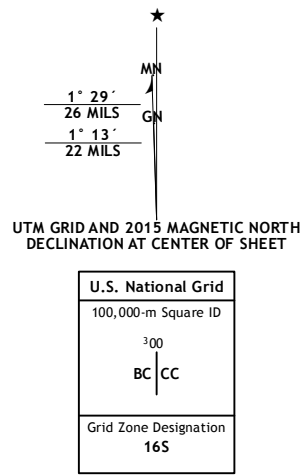 ★
MN
1° 29´
26 MILS
GN
1° 13´
22 MILS
UTM GRID AND 2015 MAGNETIC NORTH
DECLINATION AT CENTER OF SHEET
U.S. National Grid
100,000-m Square ID
³00
BC CC
Grid Zone Designation
16S